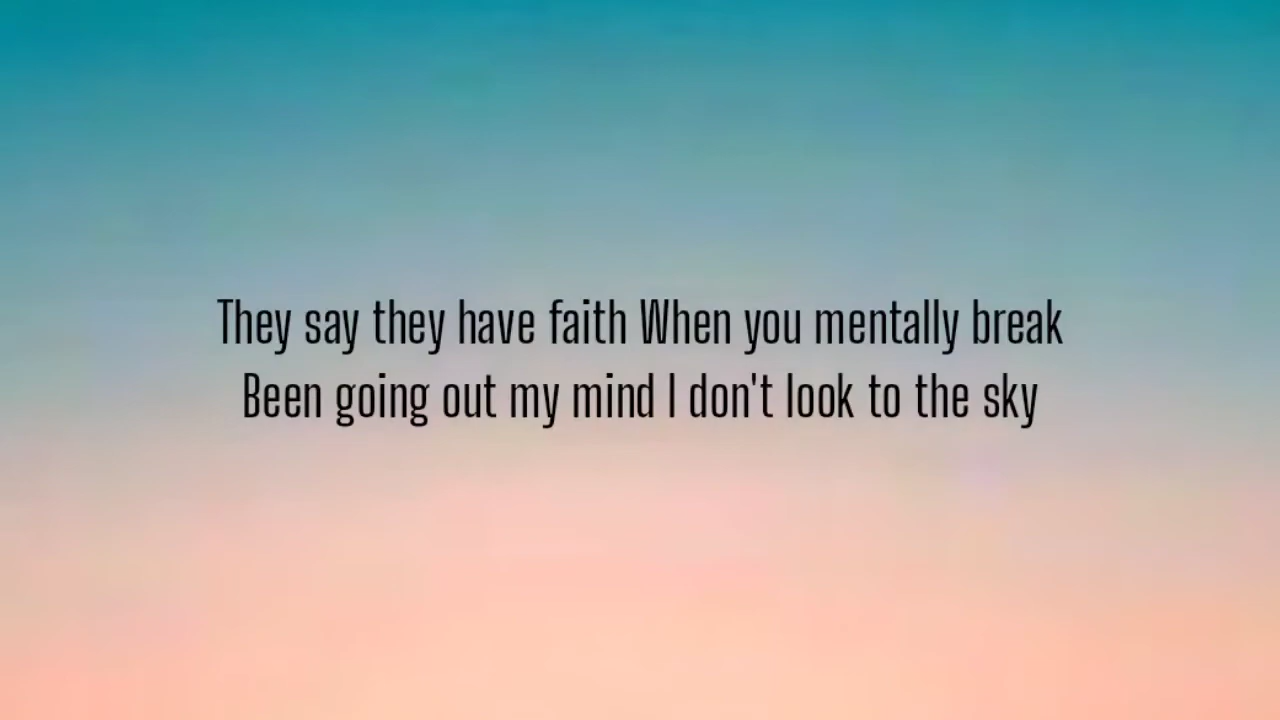 They say they have faith When you mentally break
Been going out my mind I don't look to the sky